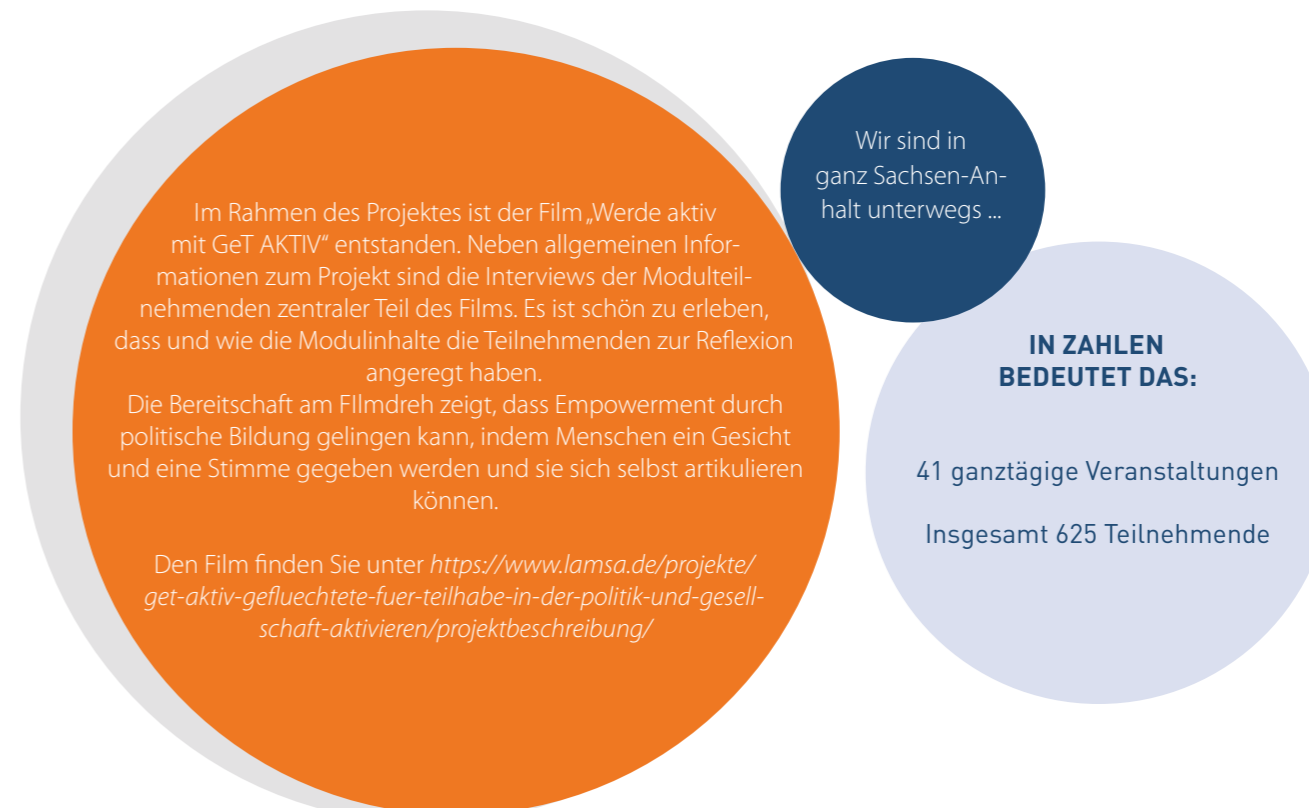 Im Rahmen des Projektes ist der Film „Werde aktiv
mit GeT AKTIV“ entstanden. Neben allgemeinen Infor-
mationen zum Projekt sind die Interviews der Modulteil-
nehmenden zentraler Teil des Films. Es ist schön zu erleben,
dass und wie die Modulinhalte die Teilnehmenden zur Reflexion
angeregt haben.
Die Bereitschaft am FIlmdreh zeigt, dass Empowerment durch
politische Bildung gelingen kann, indem Menschen ein Gesicht
und eine Stimme gegeben werden und sie sich selbst artikulieren
können.
Den Film finden Sie unter https://www.lamsa.de/projekte/
get-aktiv-gefluechtete-fuer-teilhabe-in-der-politik-und-gesell-
schaft-aktivieren/projektbeschreibung/
Wir sind in
ganz Sachsen-An-
halt unterwegs ...
IN ZAHLEN
BEDEUTET DAS:
41 ganztägige Veranstaltungen
Insgesamt 625 Teilnehmende